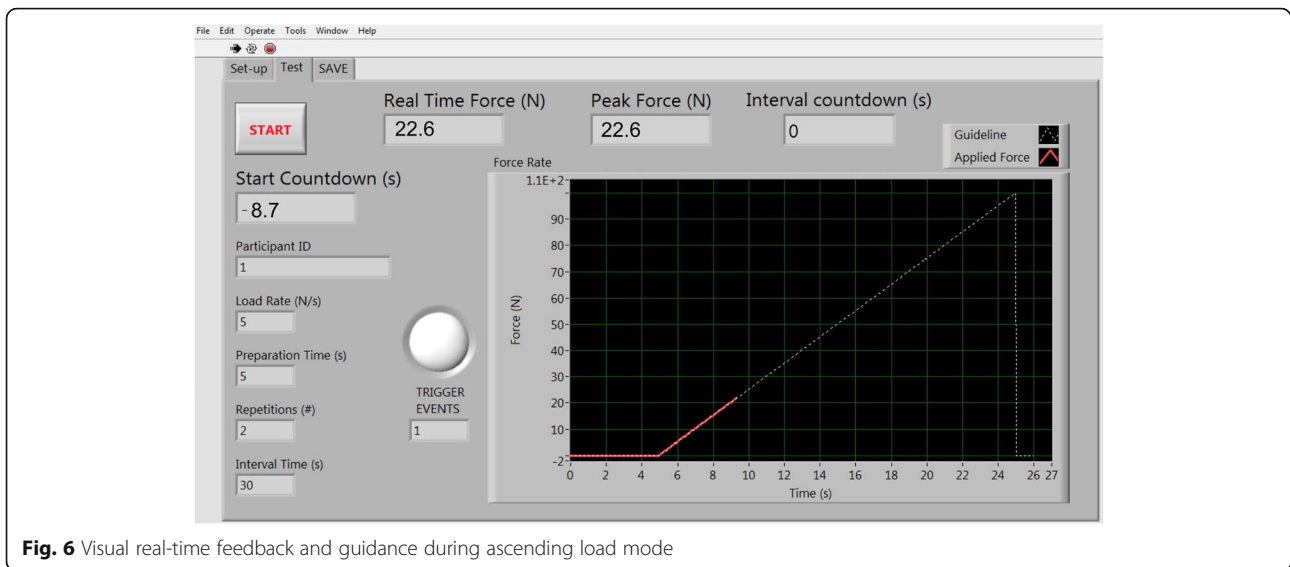 File Edit Operate Tools Window Help
Set-up Test SAVE
START
Real Time Force (N)
22.6
Peak Force (N)
22.6
Interval countdown (s)
0
Guideline
Applied Force
Start Countdown (s)
-8.7
Participant ID
1
Load Rate (N/s)
5
Preparation Time (s)
5
Repetitions (#)
2
Interval Time (s)
30
TRIGGER
EVENTS
1
Force Rate
1.1E+2
90
80
70
60
50
40
30
20
10
-2
Force (N)
0 2 4 6 8 10 12 14 16 18 20 22 24 26 27
Time (s)
Fig. 6 Visual real-time feedback and guidance during ascending load mode